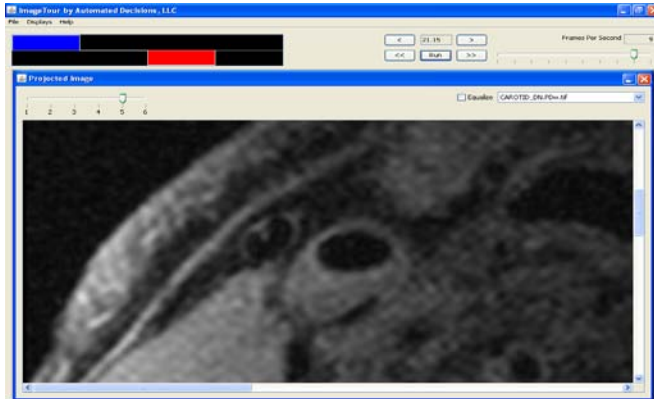 ImageTour by Automated Decisions, LLC
File Displays Help
< 21.15 > Frames Per Second
<< Run >>
Projected Image
Equalize CAROTID_DN.PDw.tif
1 2 3 4 5 6